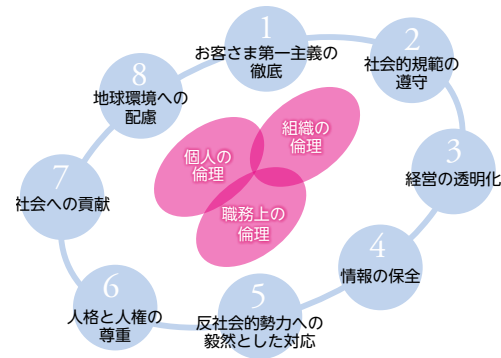 1
お客さま第一主義の
徹底
2
社会的規範の
遵守
3
経営の透明化
4
情報の保全
5
反社会的勢力への
毅然とした対応
6
人格と人権の
尊重
7
社会への貢献
8
地球環境への
配慮
個人の
倫理
組織の
倫理
職務上の
倫理